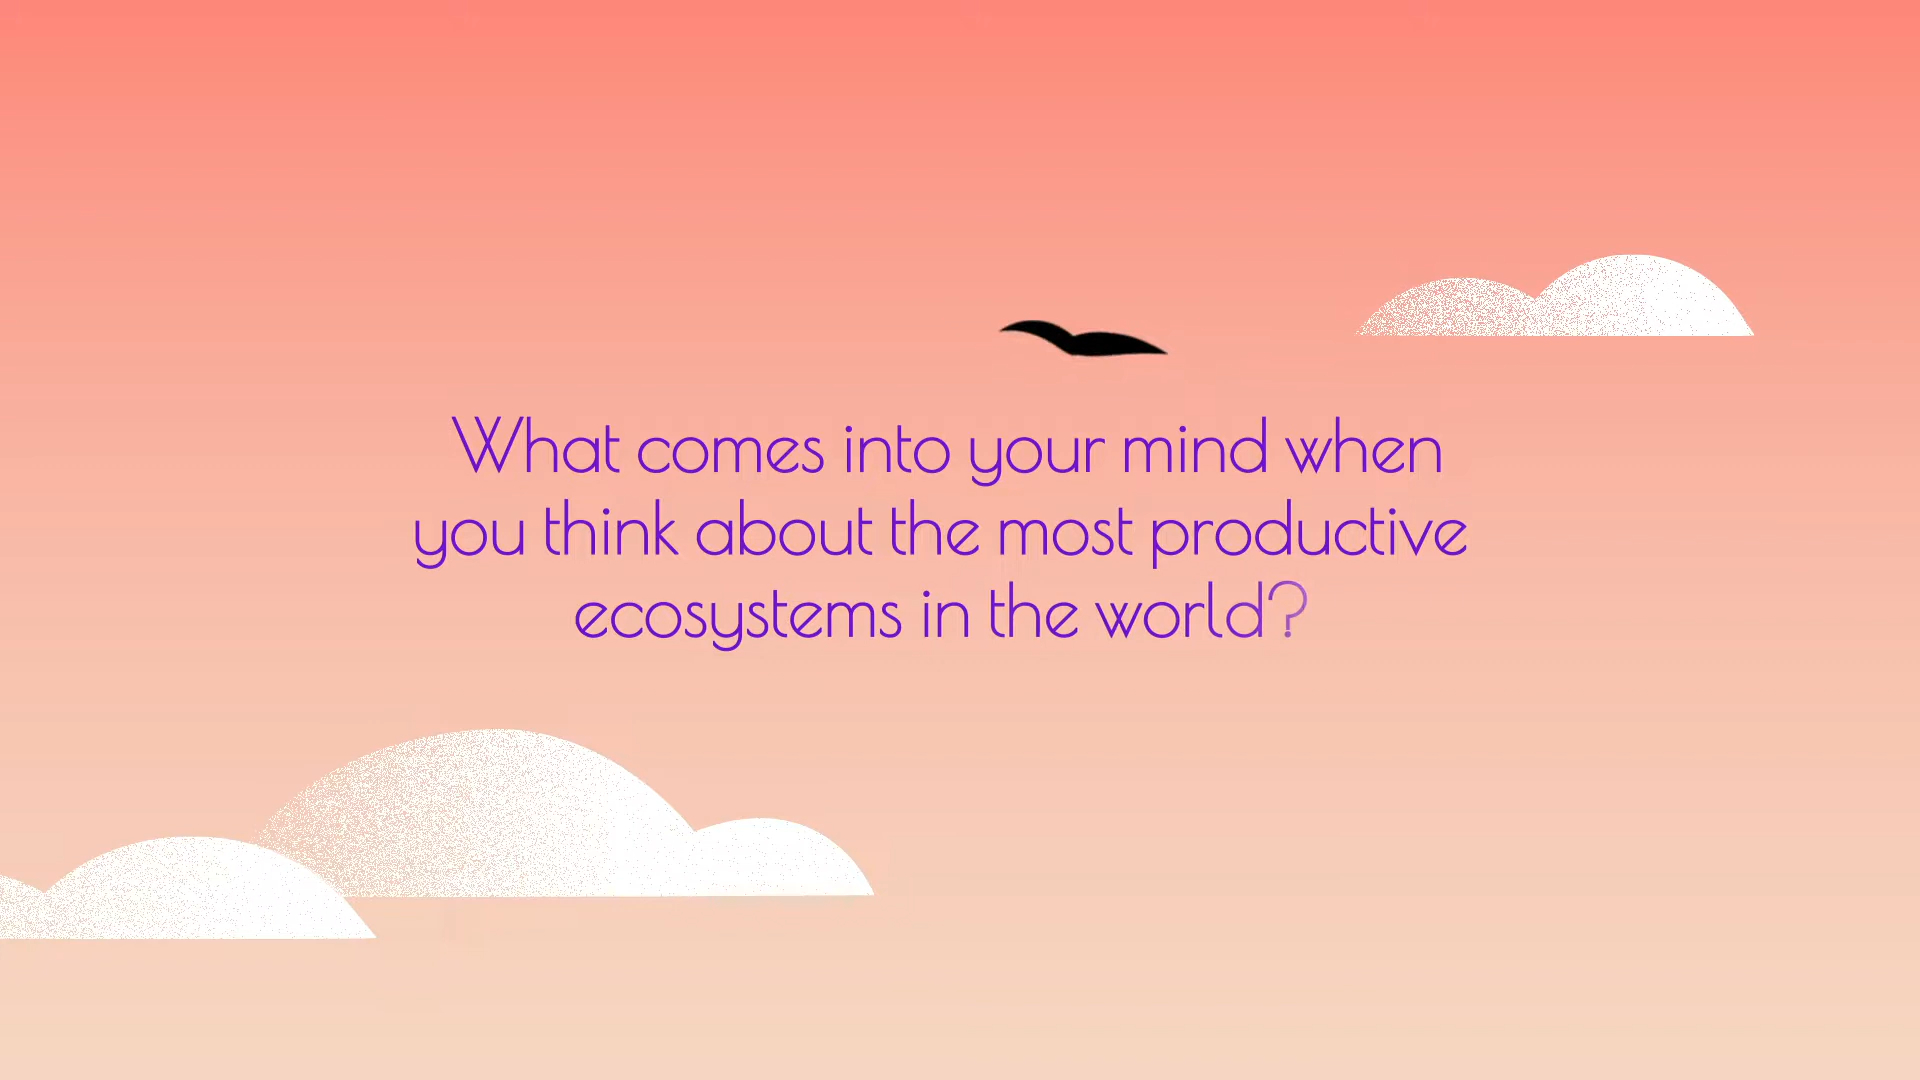 What comes into your mind when
you think about the most productive
ecosystems in the world?